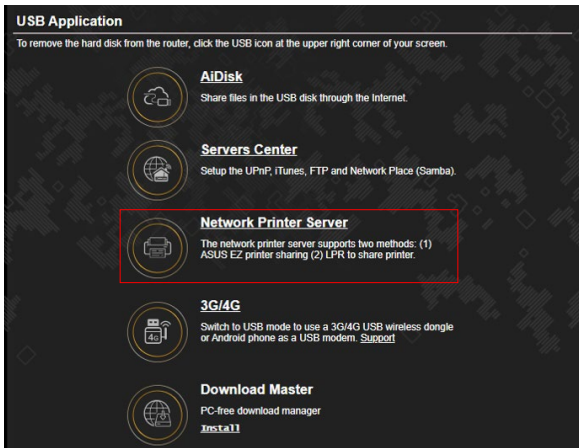 USB Application
To remove the hard disk from the router, click the USB icon at the upper right corner of your screen.
AiDisk
Share files in the USB disk through the Internet.
Servers Center
Setup the UPnP, iTunes, FTP and Network Place (Samba).
Network Printer Server
The network printer server supports two methods: (1)
ASUS EZ printer sharing (2) LPR to share printer.
3G/4G
4G
Switch to USB mode to use a 3G/4G USB wireless dongle
or Android phone as a USB modem. Support
Download Master
PC-free download manager
Install